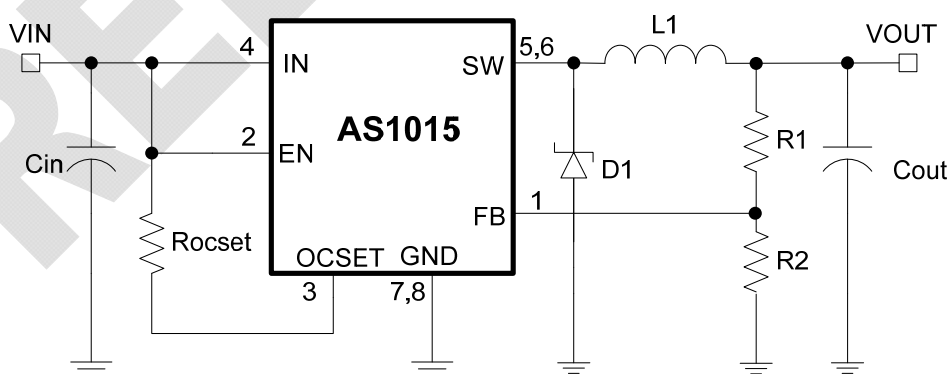 VIN
4
IN
2
EN
Cin
Rocset
AS1015
OCSET
GND
3
7,8
SW
5,6
FB
1
L1
D1
VOUT
R1
R2
Cout